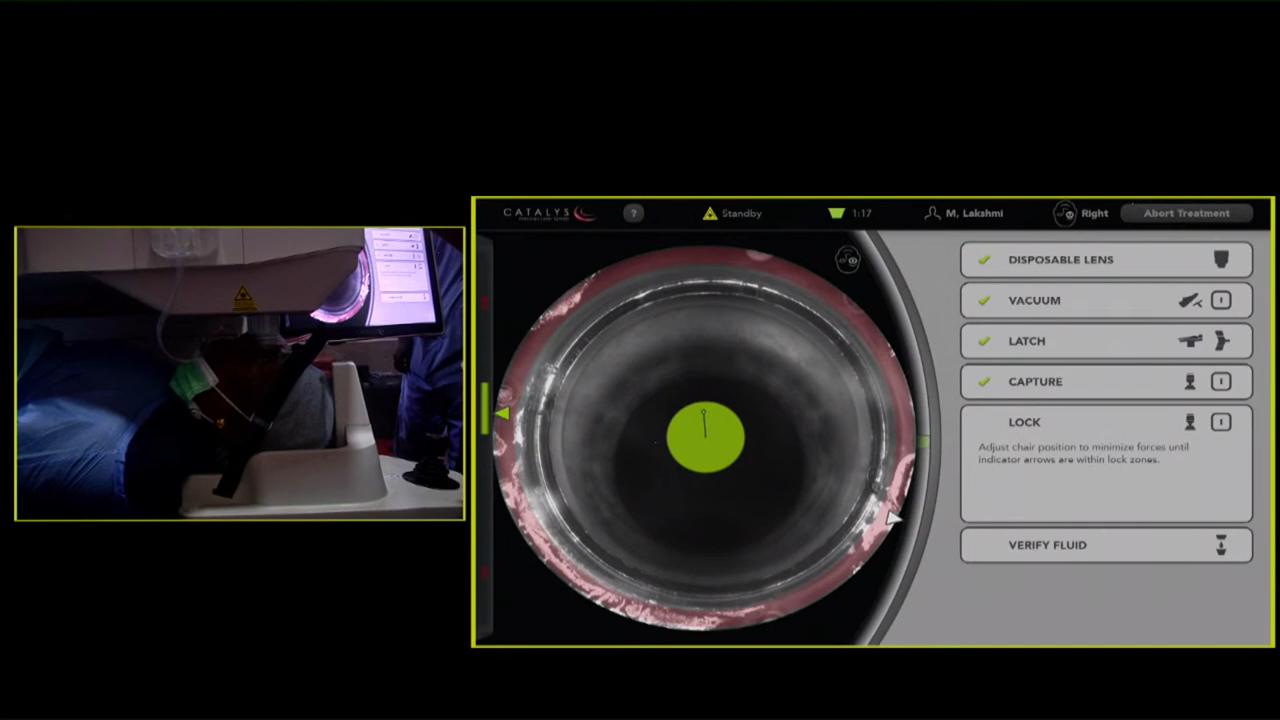 CATALYS
?
Standby
1:17
M, Lakshmi
Right
Abort Treatment
DISPOSABLE LENS
VACUUM
LATCH
CAPTURE
LOCK
Adjust chair position to minimize forces until
indicator arrows are within lock zones.
VERIFY FLUID